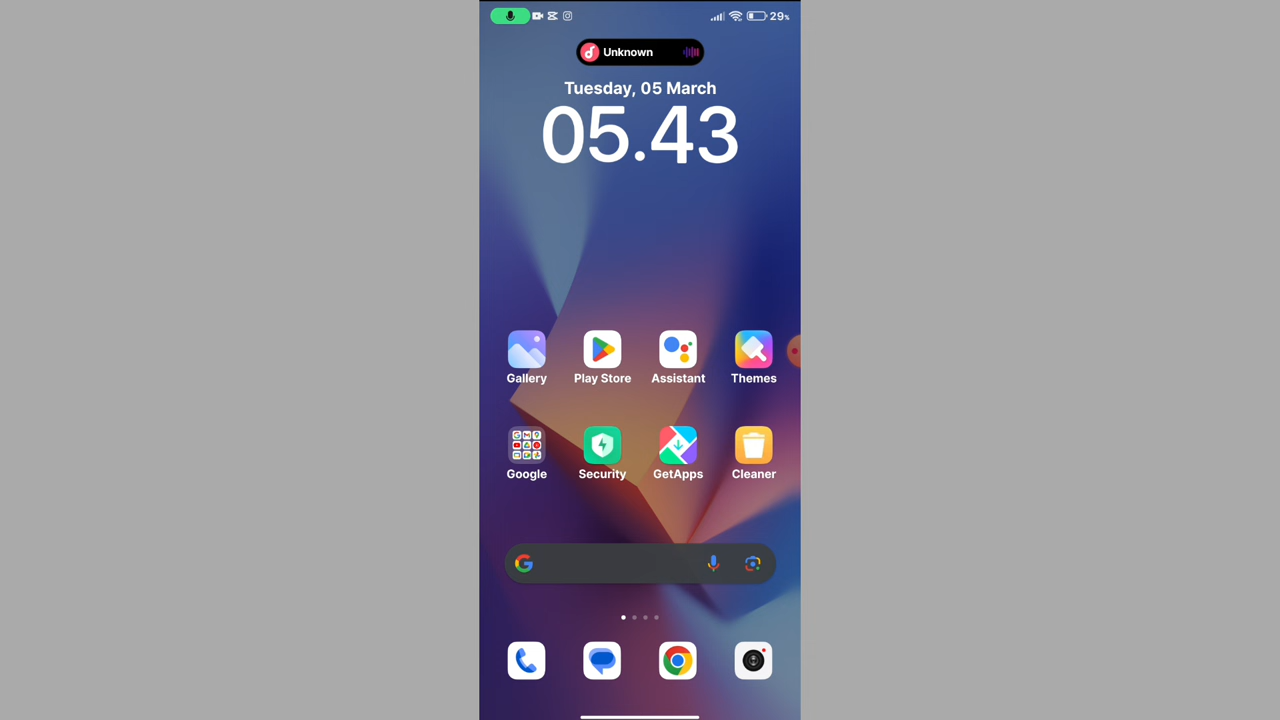 29%
Unknown
Tuesday, 05 March
05.43
Gallery
Play Store
Assistant
Themes
Google
Security
GetApps
Cleaner